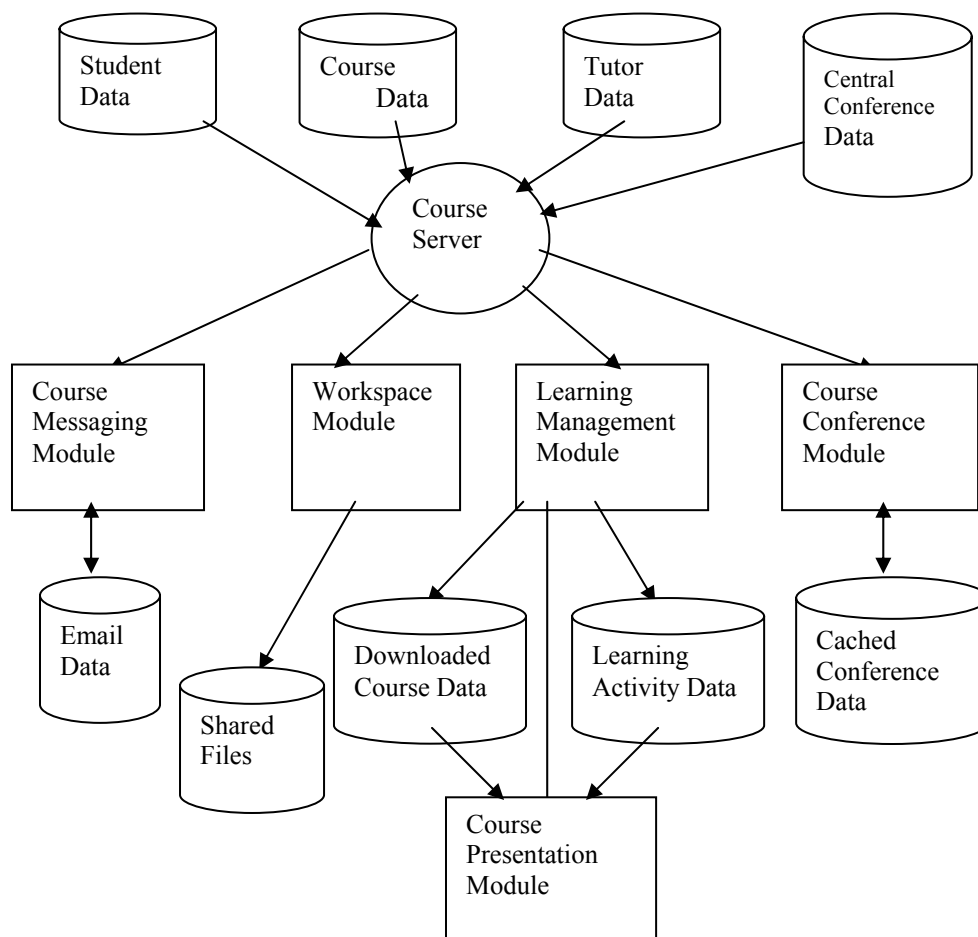 Student
Data
Course
Data
Tutor
Data
Central
Conference
Data
Course
Server
Course
Messaging
Module
Workspace
Module
Learning
Management
Module
Course
Conference
Module
Email
Data
Shared
Files
Downloaded
Course Data
Learning
Activity Data
Cached
Conference
Data
Course
Presentation
Module